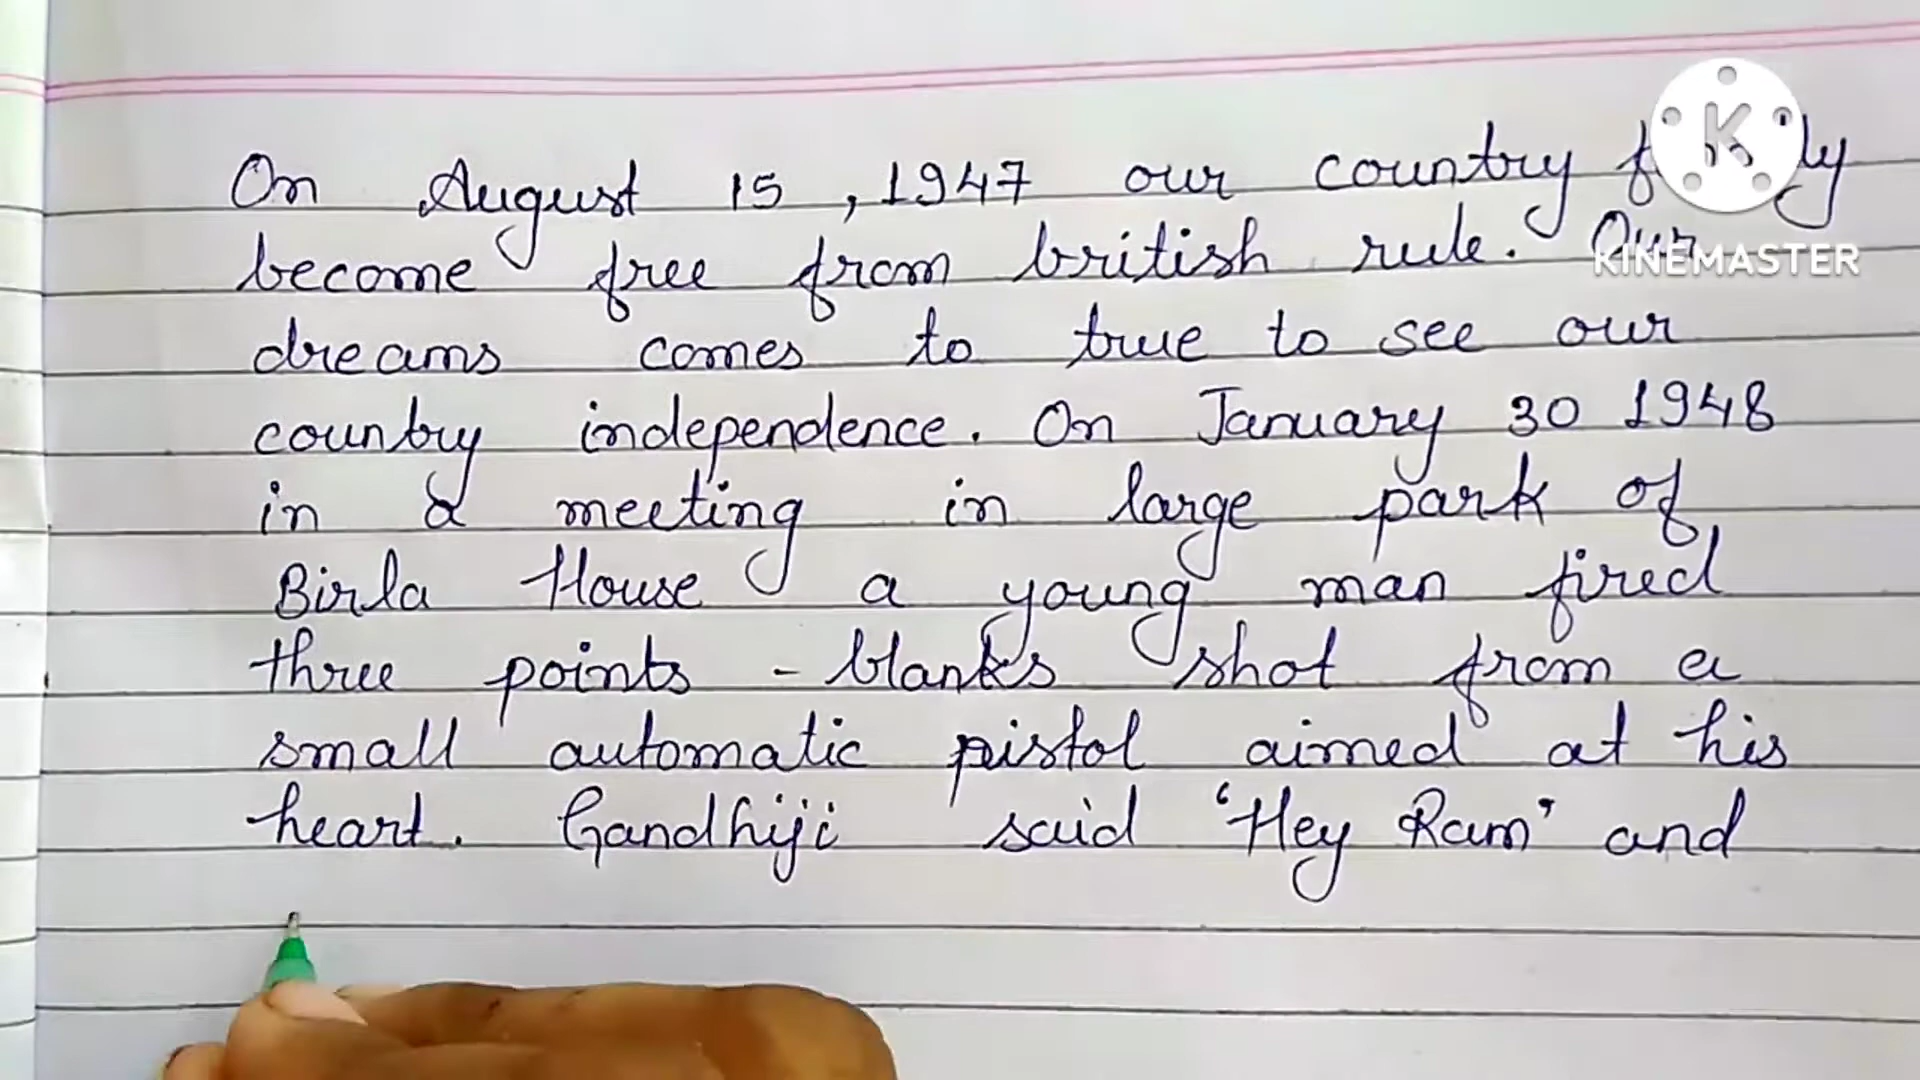 On August 15, 1947 our country
become free from british rule. Our
dreams comes to true to see our
country independence. On January 30 1948
in a meeting in large park of
Birla House a young man fired
three points - blanks shot from a
small automatic pistol aimed at his
heart. Gandhiji said 'Hey Ram' and
K
KINEMASTER